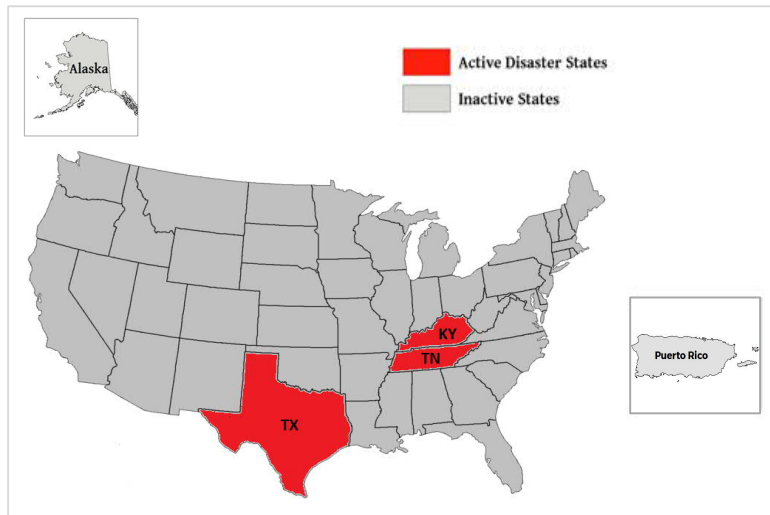 Alaska
Active Disaster States
Inactive States
KY
TN
TX
Puerto Rico